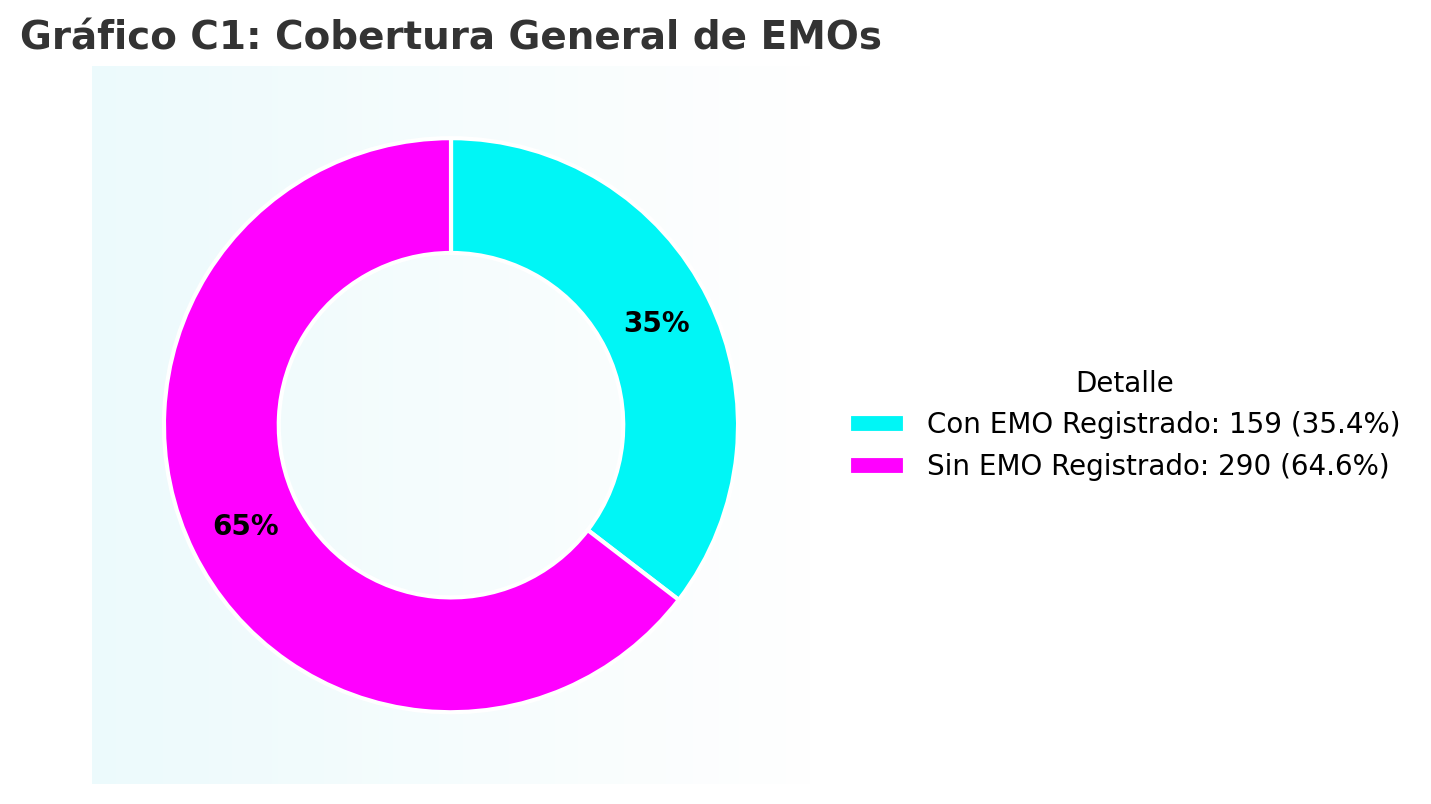 Gráfico C1: Cobertura General de EMOs
35%
65%
Detalle
Con EMO Registrado: 159 (35.4%)
Sin EMO Registrado: 290 (64.6%)